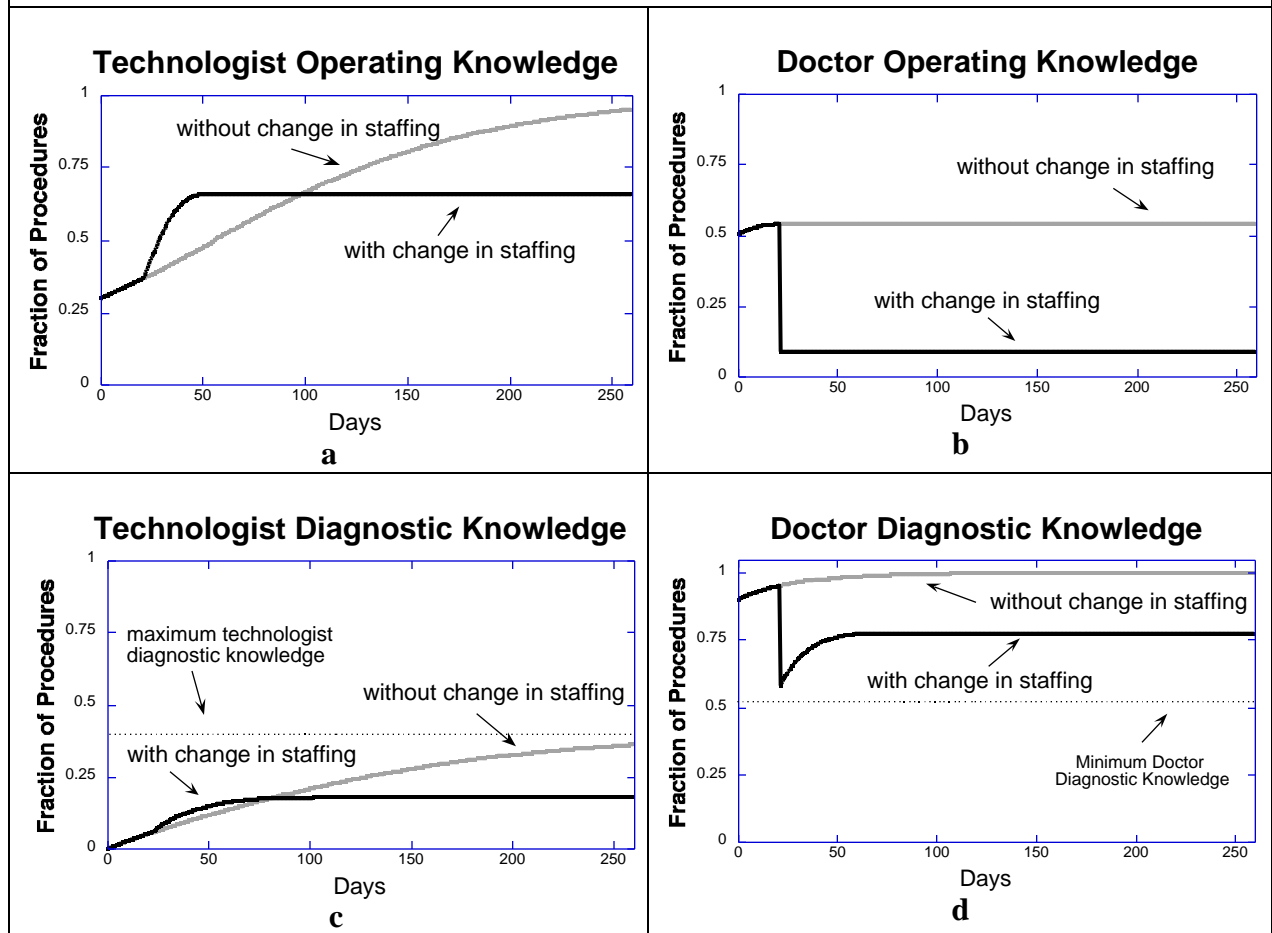 Technologist Operating Knowledge
Fraction of Procedures
1
0.75
0.5
0.25
0
without change in staffing
with change in staffing
0 50 100 150 200 250
Days
a
Doctor Operating Knowledge
Fraction of Procedures
1
0.75
0.5
0.25
0
without change in staffing
with change in staffing
0 50 100 150 200 250
Days
b
Technologist Diagnostic Knowledge
Fraction of Procedures
1
0.75
0.5
0.25
0
maximum technologist
diagnostic knowledge
without change in staffing
with change in staffing
0 50 100 150 200 250
Days
c
Doctor Diagnostic Knowledge
Fraction of Procedures
1
0.75
0.5
0.25
0
without change in staffing
with change in staffing
Minimum Doctor
Diagnostic Knowledge
0 50 100 150 200 250
Days
d